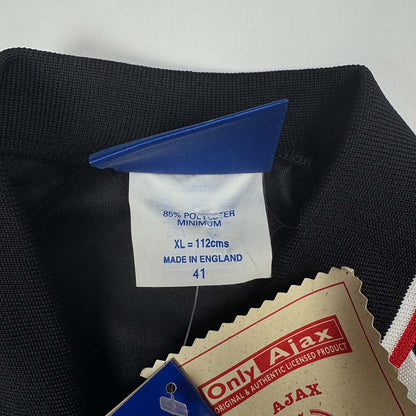 85% POLYESTER
MINIMUM
XL = 112cms
MADE IN ENGLAND
41
Only Ajax
ORIGINAL & AUTHENTIC LICENSED PRODUCT
AJAX